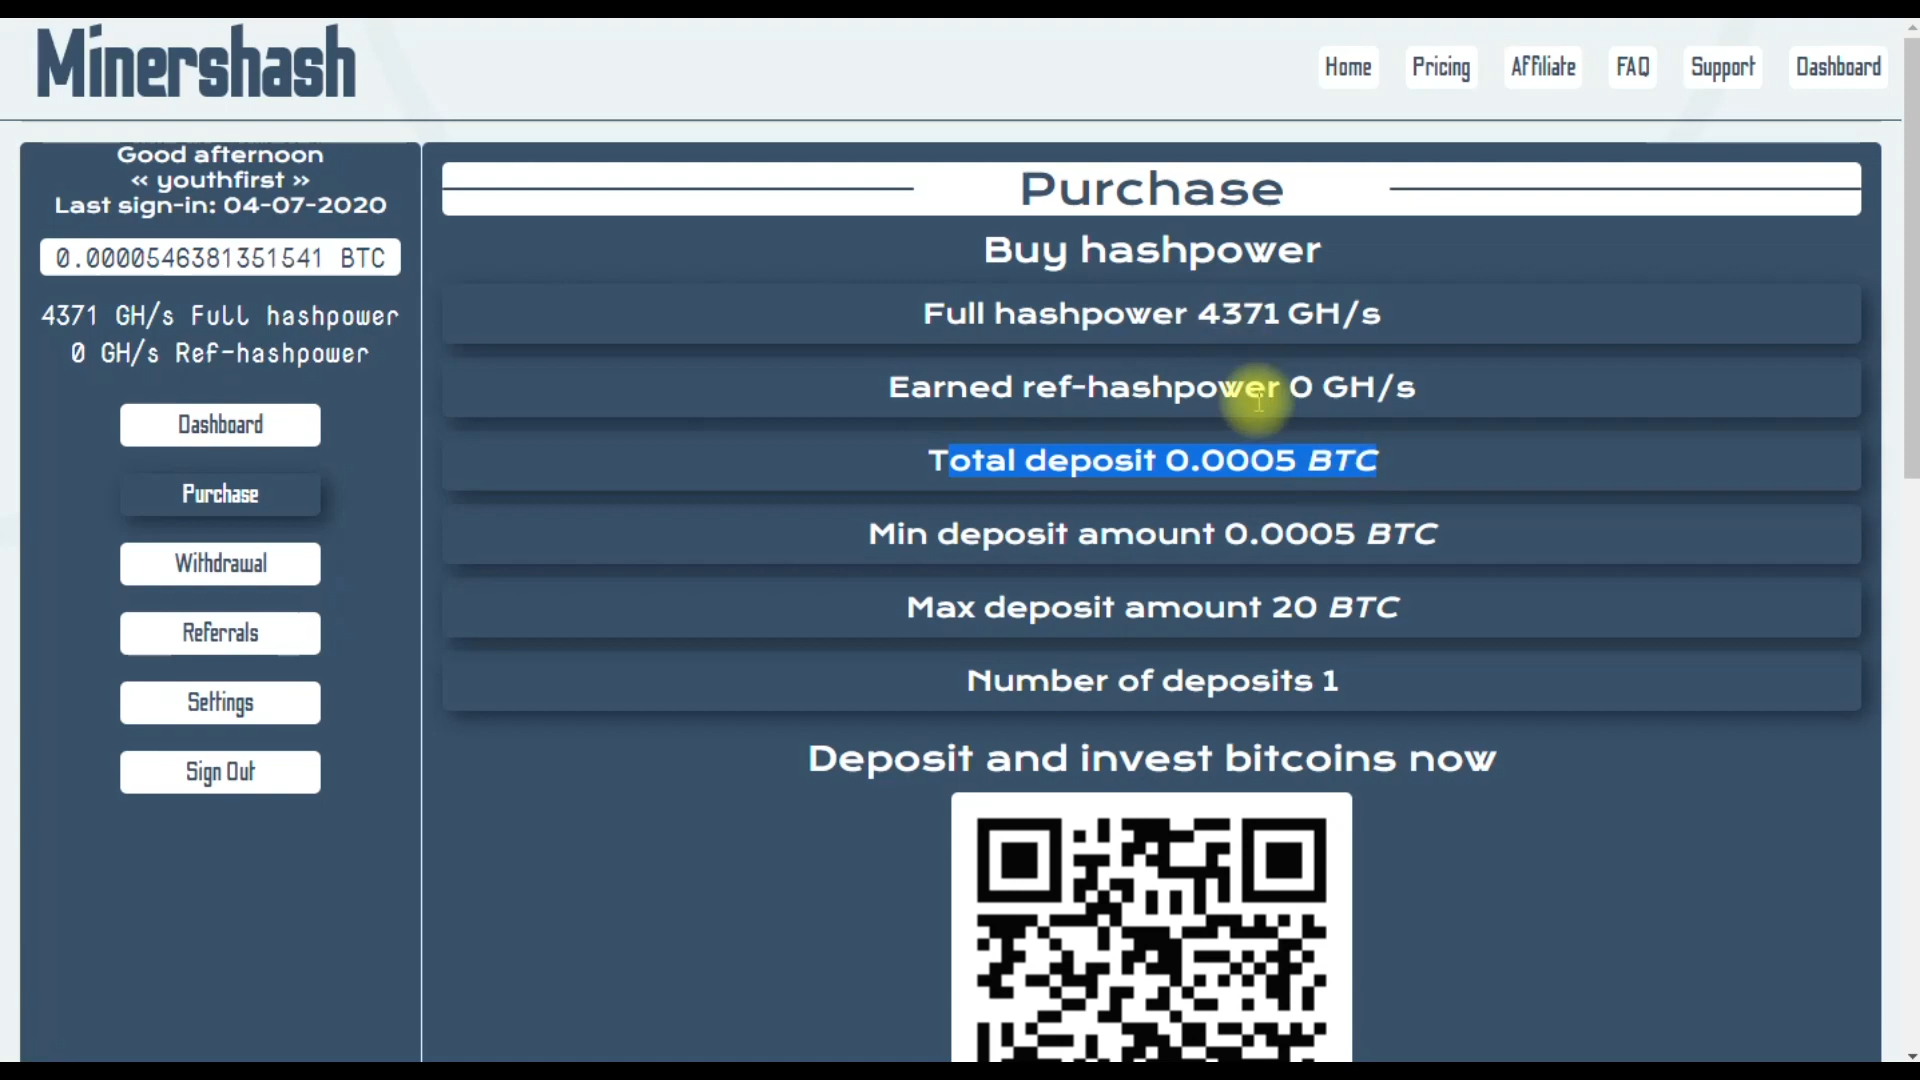 Minershash
Home
Pricing
Affiliate
FAQ
Support
Dashboard
Good afternoon
« youthfirst »
Last sign-in: 04-07-2020
0.0000546381351541 BTC
4371 GH/s Full hashpower
0 GH/s Ref-hashpower
Dashboard
Purchase
Withdrawal
Referrals
Settings
Sign Out
Purchase
Buy hashpower
Full hashpower 4371 GH/s
Earned ref-hashpower 0 GH/s
Total deposit 0.0005 BTC
Min deposit amount 0.0005 BTC
Max deposit amount 20 BTC
Number of deposits 1
Deposit and invest bitcoins now